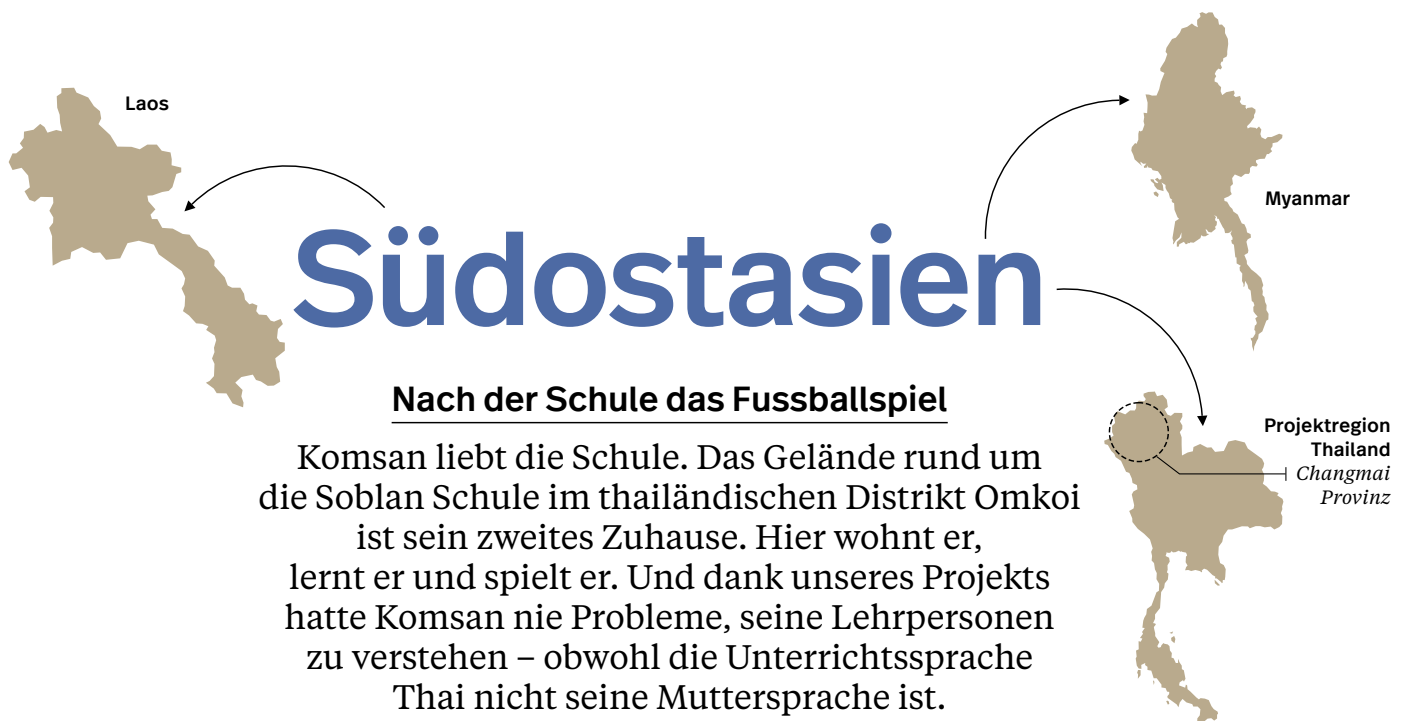 Laos
Myanmar
Südostasien
Nach der Schule das Fussballspiel
Komsan liebt die Schule. Das Gelände rund um
die Soblan Schule im thailändischen Distrikt Omkoi
ist sein zweites Zuhause. Hier wohnt er,
lernt er und spielt er. Und dank unseres Projekts
hatte Komsan nie Probleme, seine Lehrpersonen
zu verstehen – obwohl die Unterrichtssprache
Thai nicht seine Muttersprache ist.
Projektregion
Thailand
Changmai
Provinz